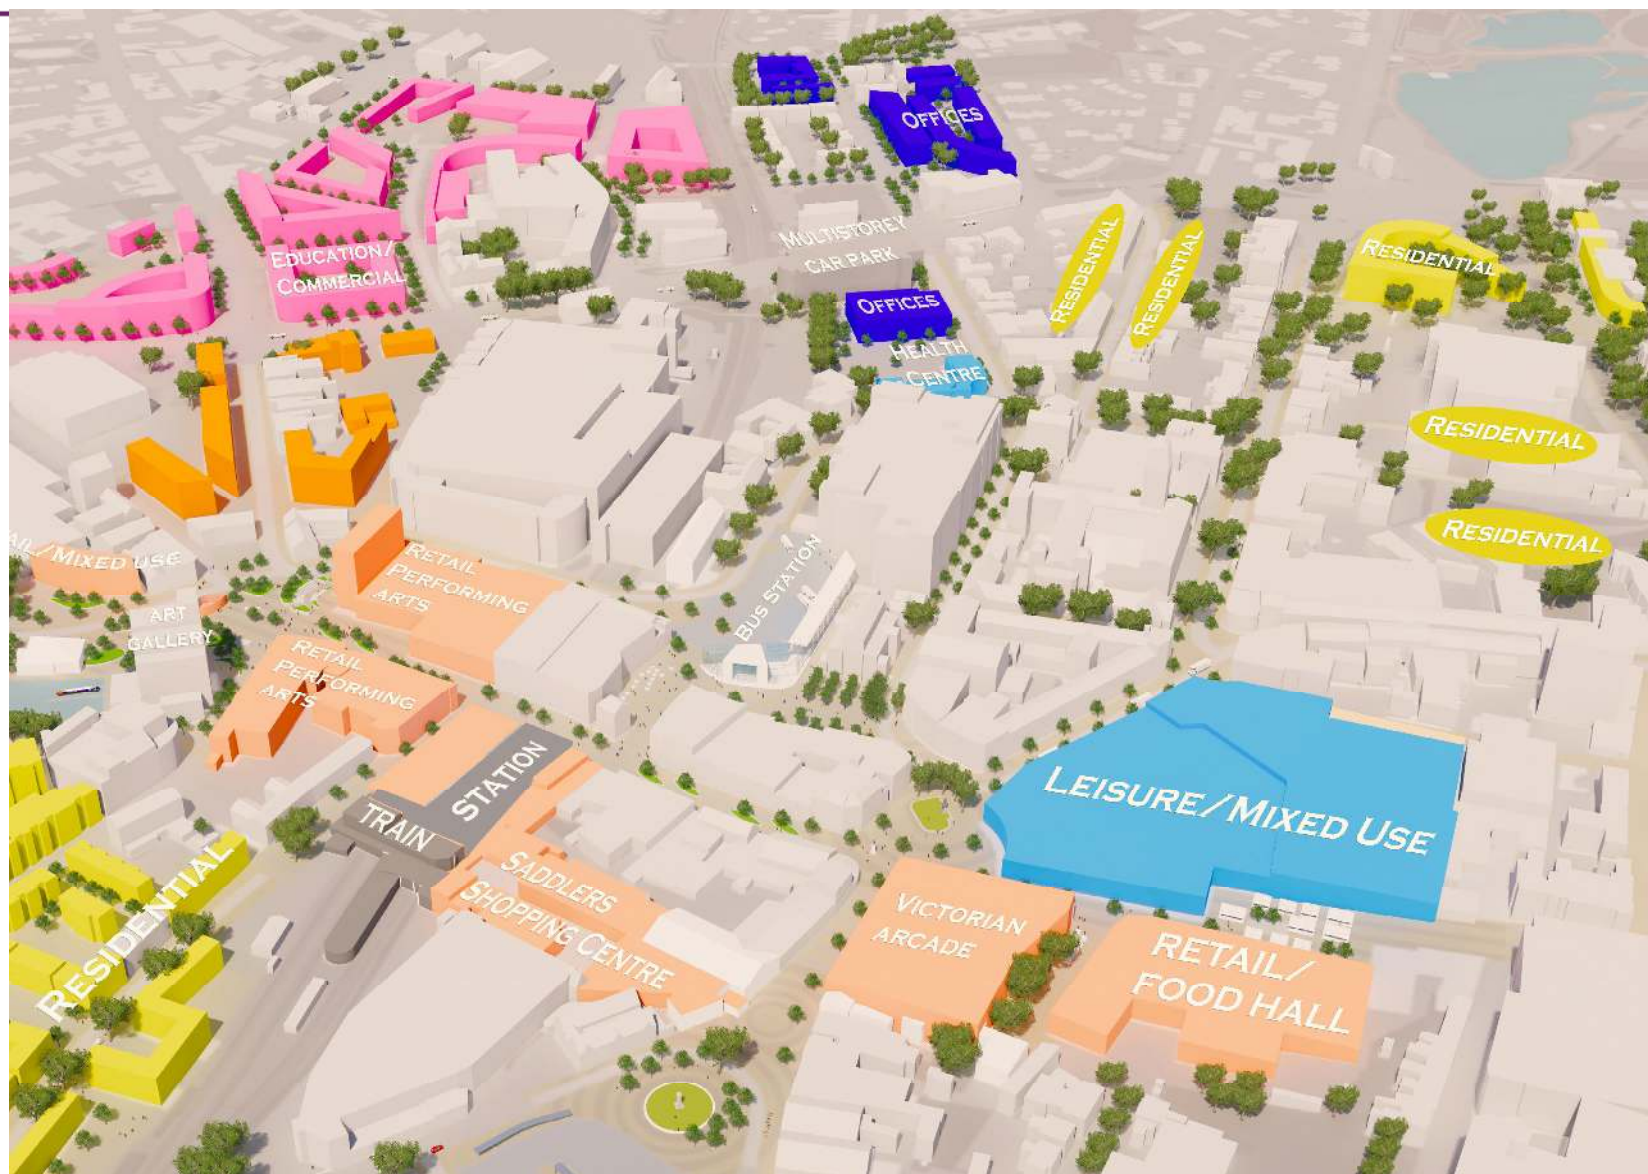 OFFICES
EDUCATION/
COMMERCIAL
MULTISTOREY
CAR PARK
RESIDENTIAL
RESIDENTIAL
RESIDENTIAL
OFFICES
HEALTH
CENTRE
RESIDENTIAL
RESIDENTIAL
AIL/MIXED USE
RETAIL
PERFORMING
ARTS
BUS STATION
ART
GALLERY
RETAIL
PERFORMING
ARTS
TRAIN
STATION
LEISURE/MIXED USE
SADDLERS
SHOPPING CENTRE
VICTORIAN
ARCADE
RETAIL/
FOOD HALL
RESIDENTIAL